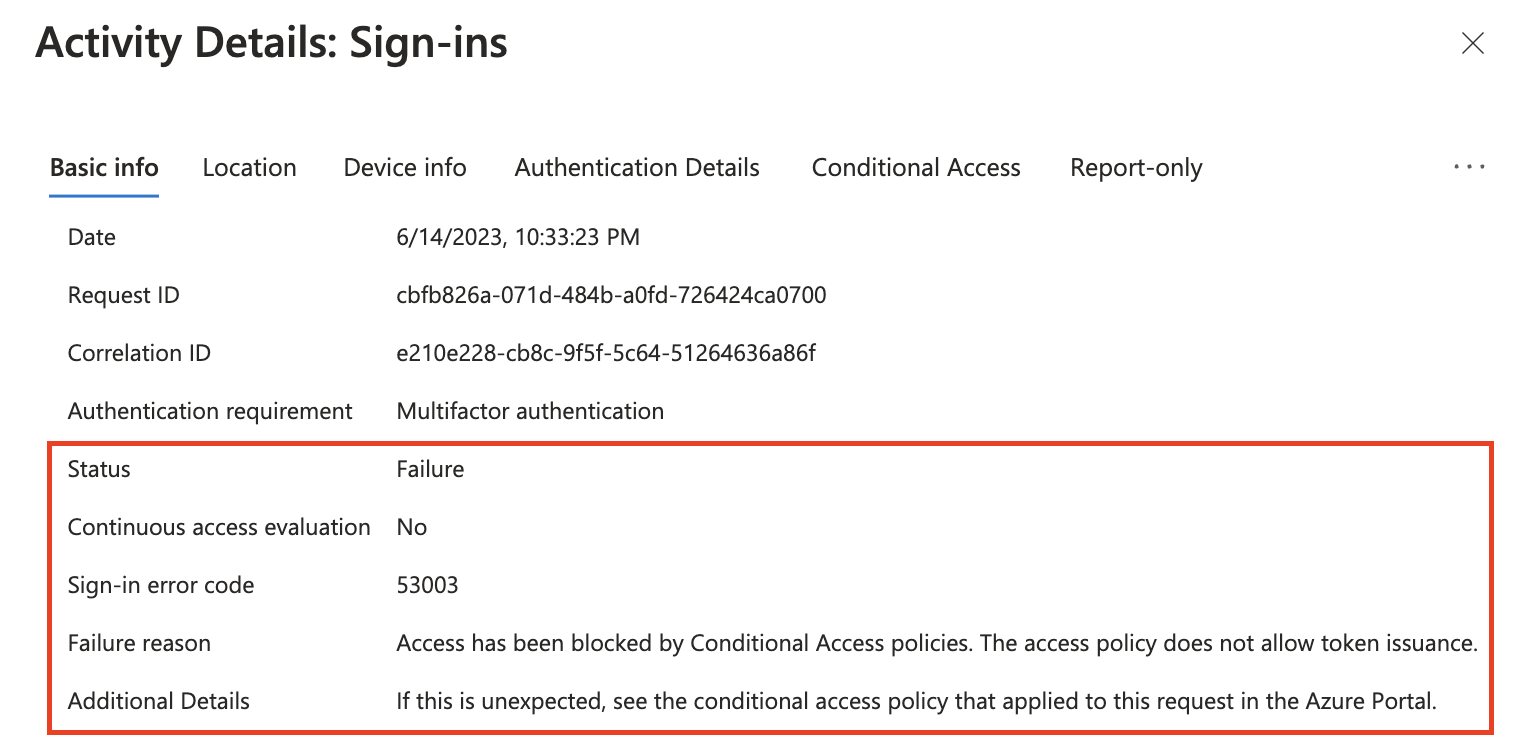 Activity Details: Sign-ins
Basic info Location Device info Authentication Details Conditional Access Report-only ...
Date 6/14/2023, 10:33:23 PM
Request ID cbfb826a-071d-484b-a0fd-726424ca0700
Correlation ID e210e228-cb8c-9f5f-5c64-51264636a86f
Authentication requirement Multifactor authentication
Status Failure
Continuous access evaluation No
Sign-in error code 53003
Failure reason Access has been blocked by Conditional Access policies. The access policy does not allow token issuance.
Additional Details If this is unexpected, see the conditional access policy that applied to this request in the Azure Portal.